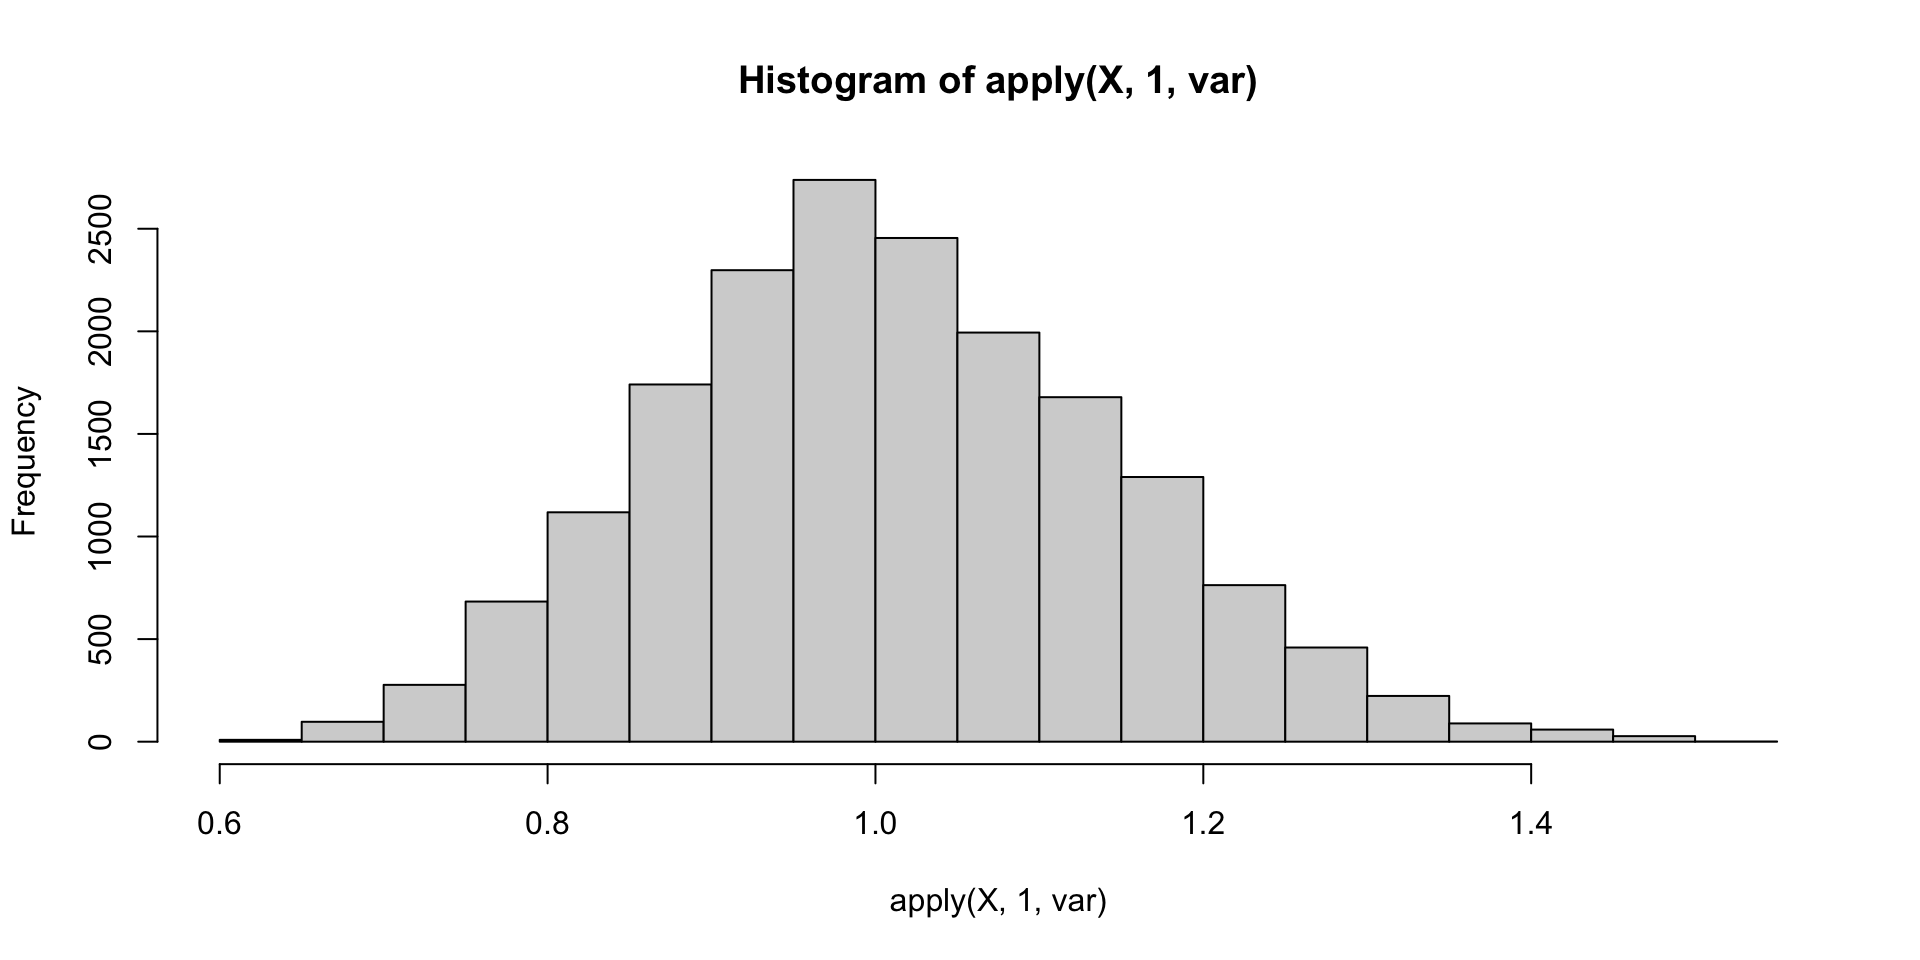 Histogram of apply(X, 1, var)
Frequency
2500
2000
1500
1000
500
0
0.6 0.8 1.0 1.2 1.4
apply(X, 1, var)